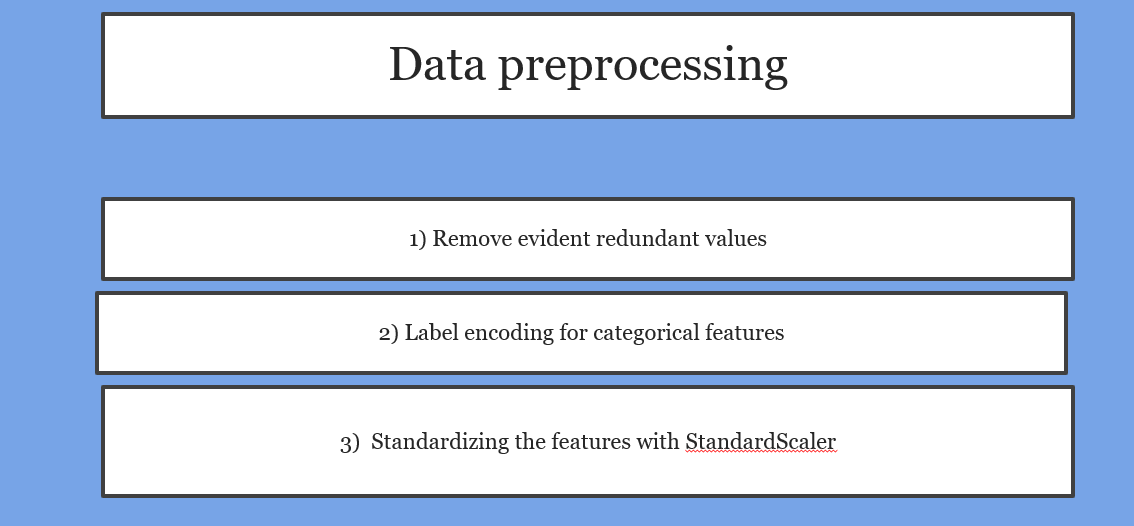 Data preprocessing
1) Remove evident redundant values
2) Label encoding for categorical features
3)  Standardizing the features with StandardScaler